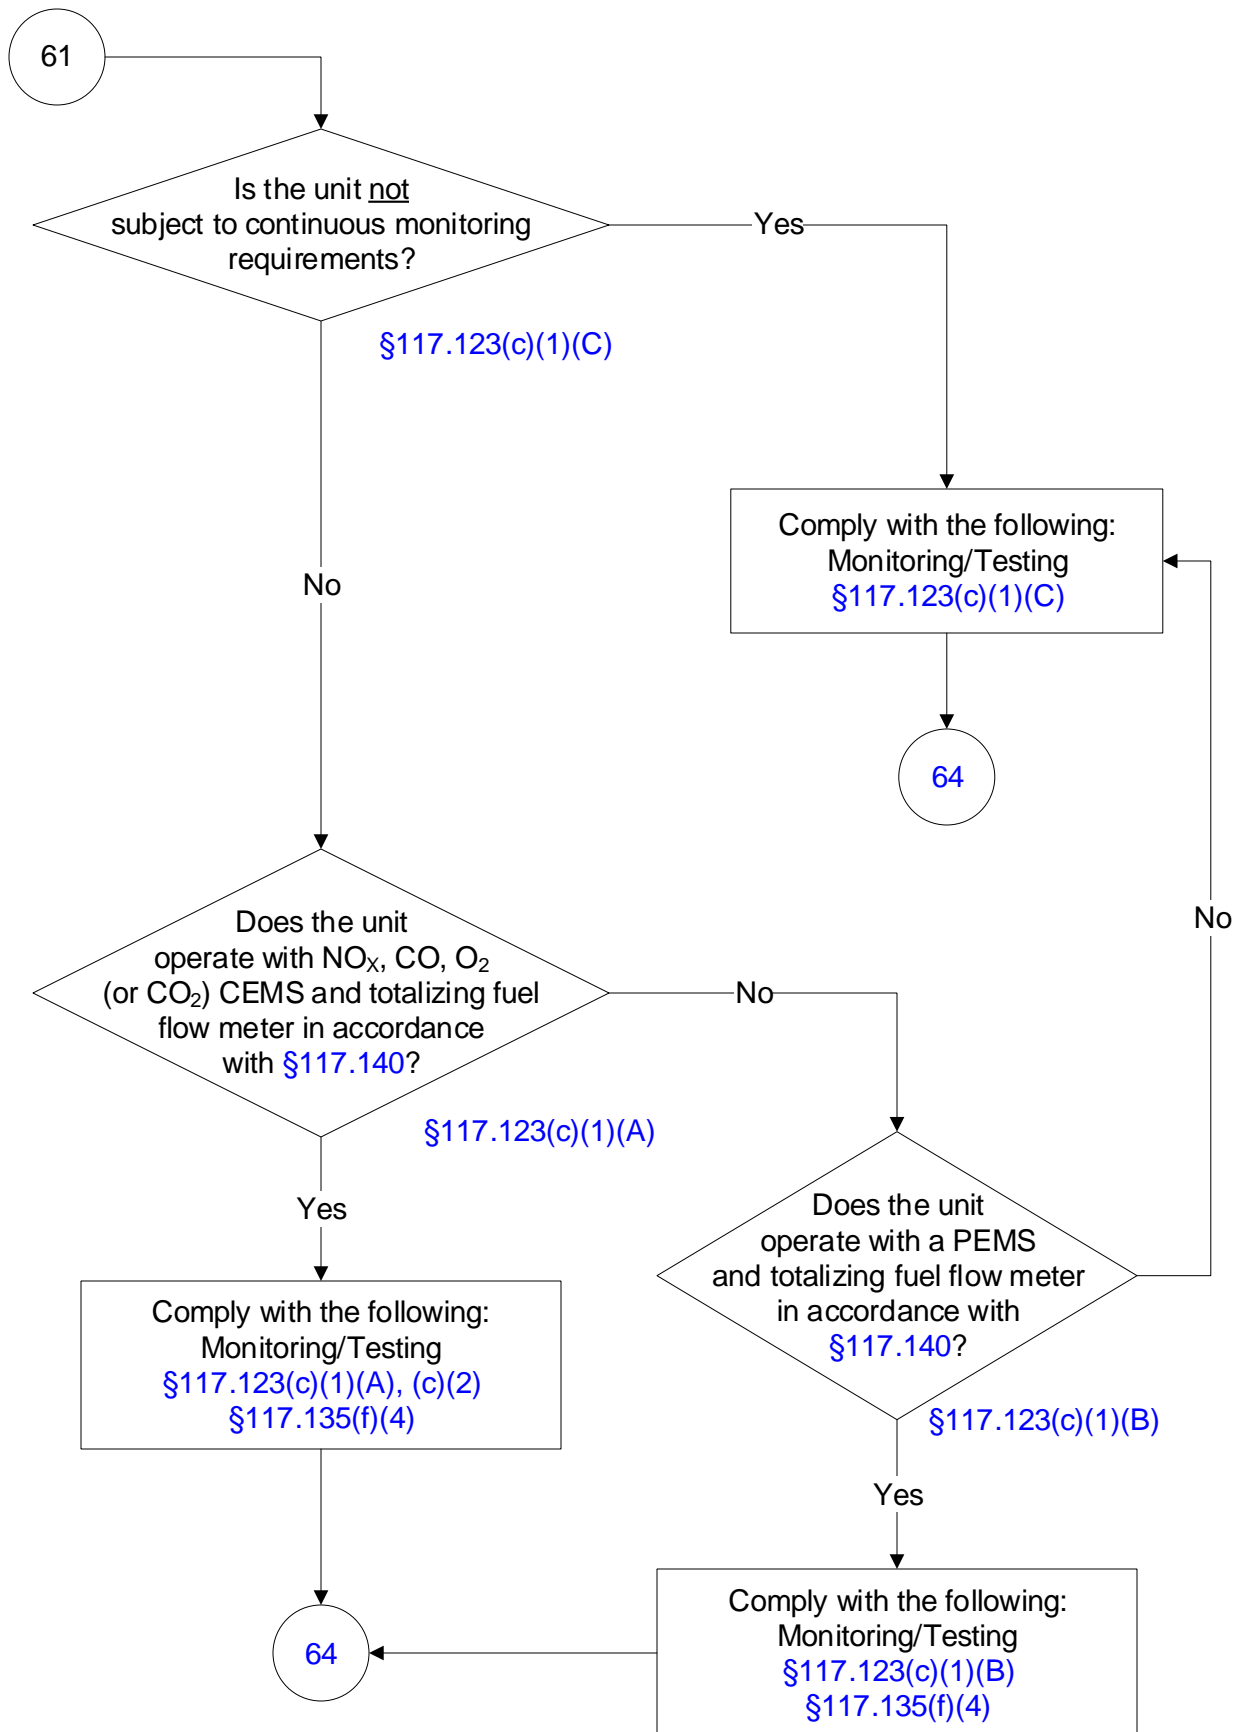 61
Is the unit not
subject to continuous monitoring
requirements?
Yes
§117.123(c)(1)(C)
No
Comply with the following:
Monitoring/Testing
§117.123(c)(1)(C)
64
Does the unit
operate with NOX, CO, O2
(or CO2) CEMS and totalizing fuel
flow meter in accordance
with §117.140?
No
No
§117.123(c)(1)(A)
Yes
Does the unit
operate with a PEMS
and totalizing fuel flow meter
in accordance with
§117.140?
§117.123(c)(1)(B)
Comply with the following:
Monitoring/Testing
§117.123(c)(1)(A), (c)(2)
§117.135(f)(4)
Yes
64
Comply with the following:
Monitoring/Testing
§117.123(c)(1)(B)
§117.135(f)(4)